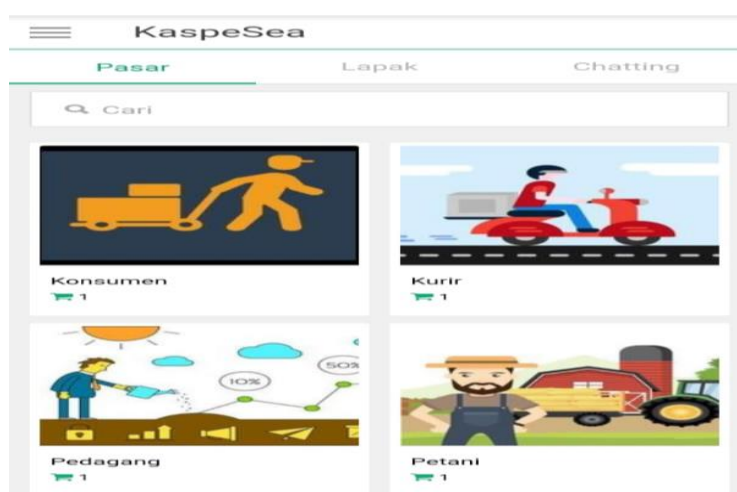 KaspeSea
Pasar Lapak Chatting
Cari
10% 50%
Konsumen Kurir
1 1
Pedagang Petani
1 1